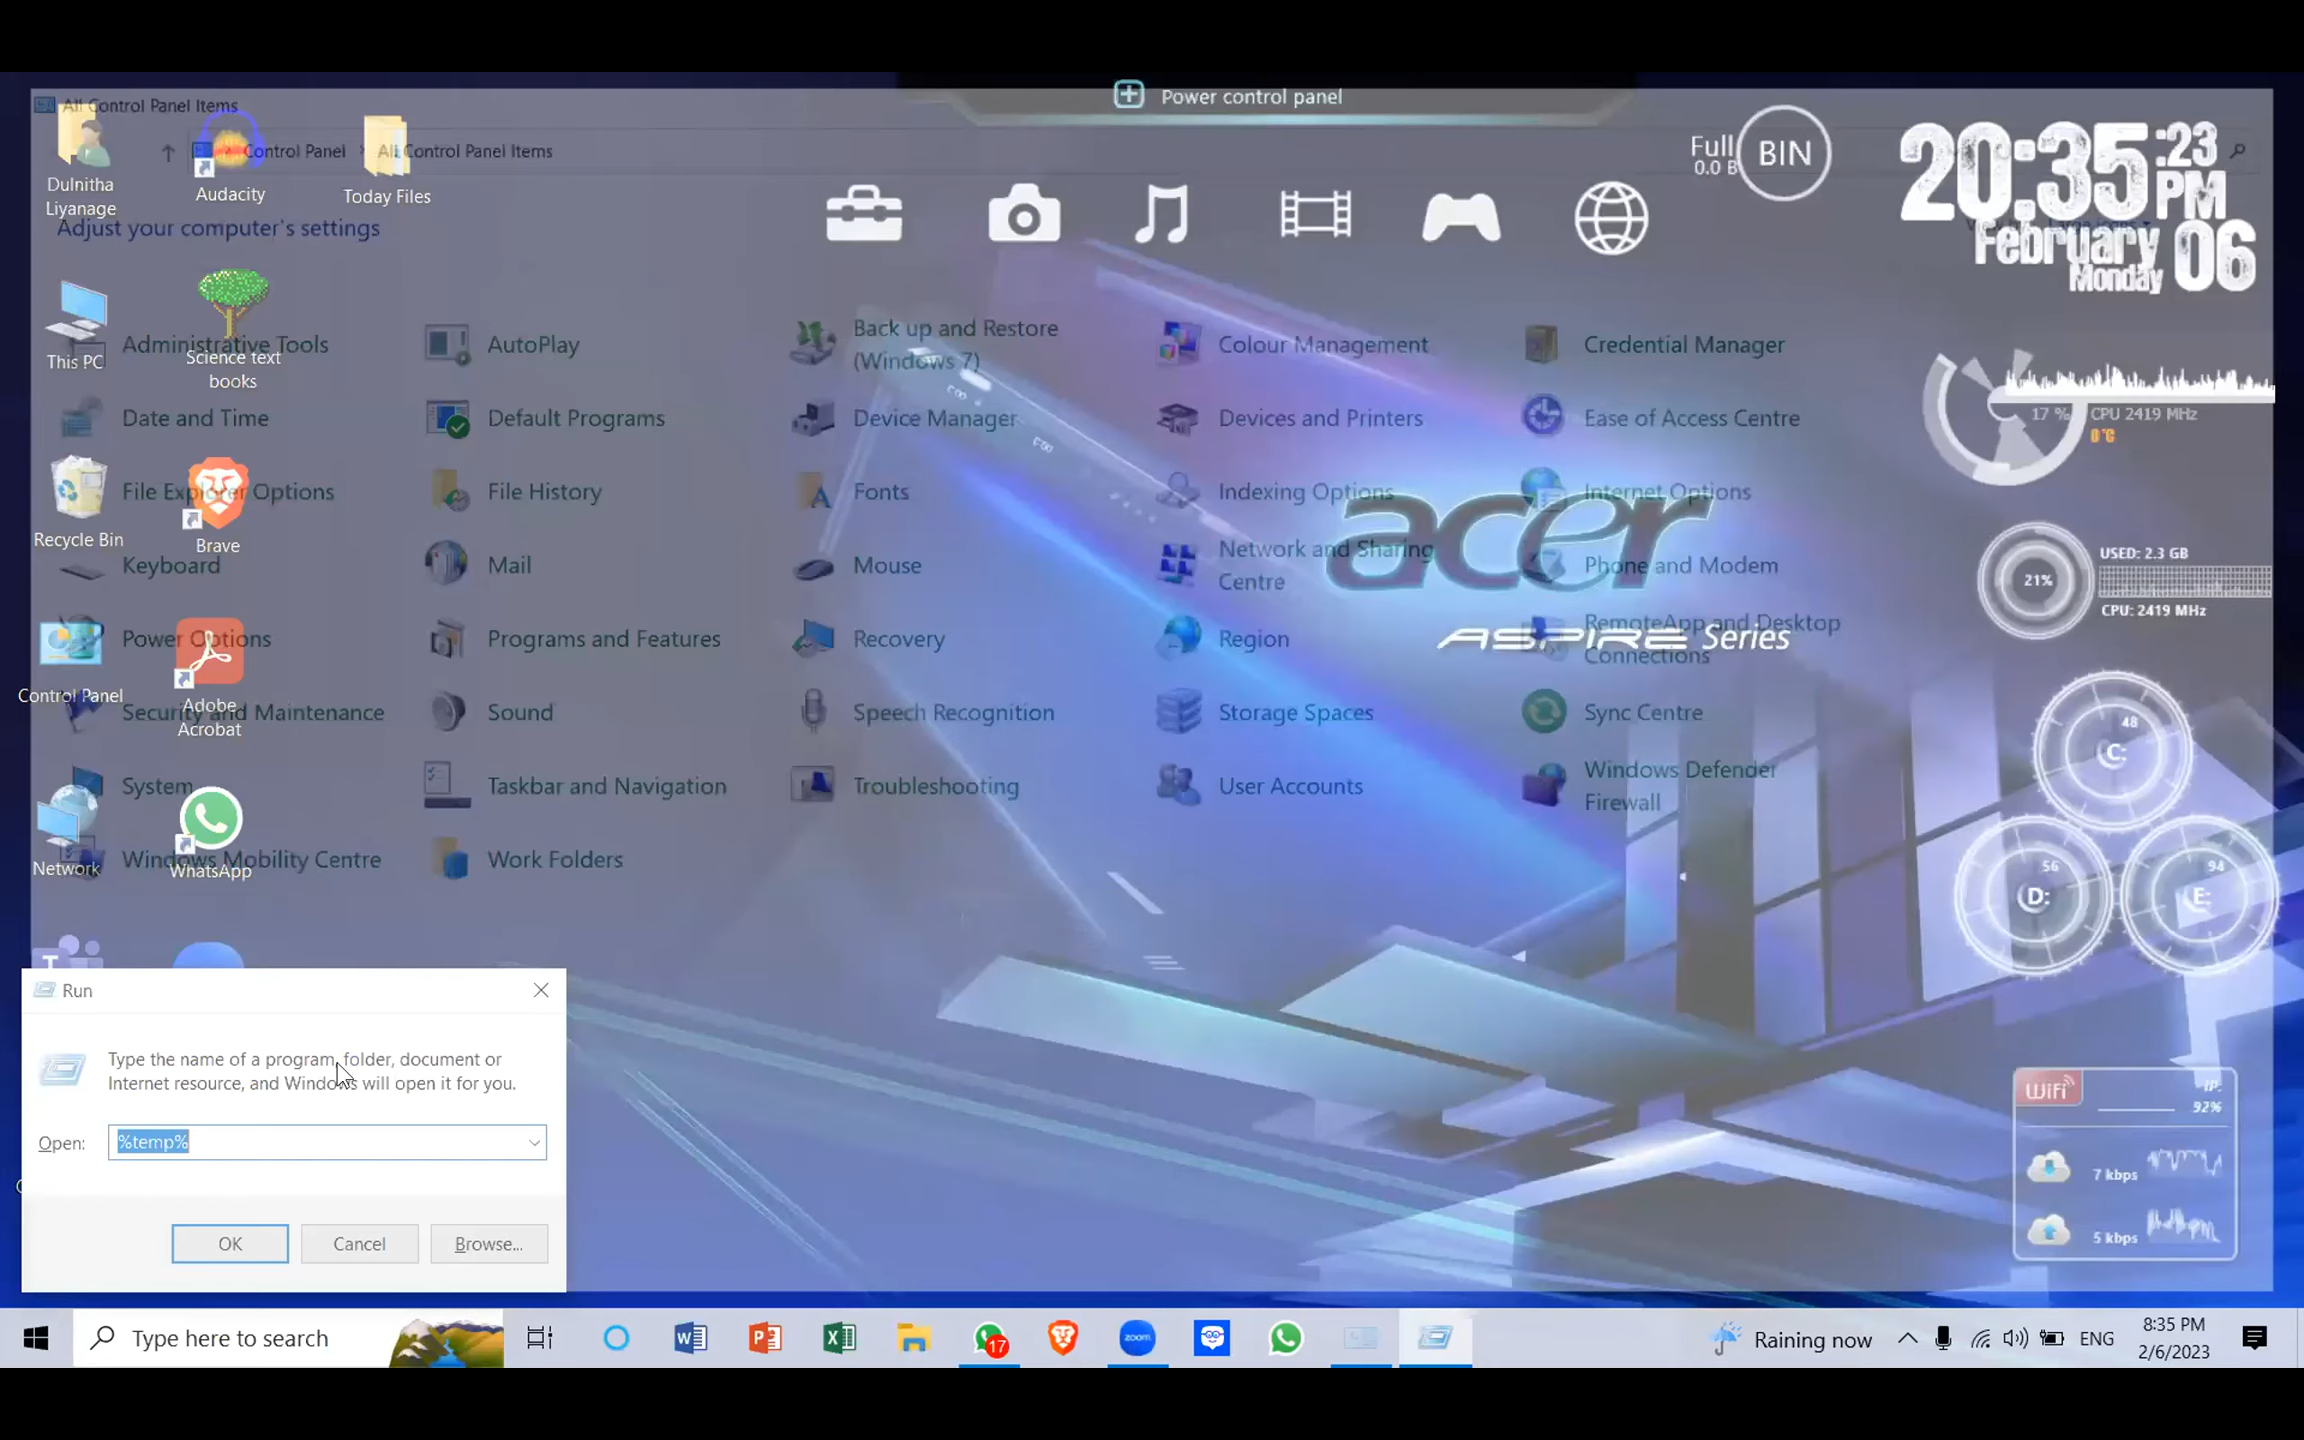 All Control Panel Items
Power control panel
Control Panel
All Control Panel Items
Full
0.0 B
BIN
20:35
:23
PM
February
Monday
06
Dulnitha
Liyanage
Audacity
Today Files
Adjust your computer's settings
This PC
Administrative Tools
Science text
books
AutoPlay
Back up and Restore
(Windows 7)
Colour Management
Credential Manager
Date and Time
Default Programs
Device Manager
Devices and Printers
Ease of Access Centre
17 %
CPU 2419 MHz
0°C
File Explorer Options
File History
Fonts
Indexing Options
Internet Options
acer
Recycle Bin
Brave
Keyboard
Mail
Mouse
Network and Sharing
Centre
Phone and Modem
21%
USED: 2.3 GB
CPU: 2419 MHz
Power Options
Programs and Features
Recovery
Region
RemoteApp and Desktop
Connections
ASPIRE Series
Control Panel
Adobe
Acrobat
Security and Maintenance
Sound
Speech Recognition
Storage Spaces
Sync Centre
48
C:
System
Taskbar and Navigation
Troubleshooting
User Accounts
Windows Defender
Firewall
Network
WhatsApp
Windows Mobility Centre
Work Folders
56
D:
94
E:
T
Run
Type the name of a program, folder, document or
Internet resource, and Windows will open it for you.
Open:
%temp%
OK
Cancel
Browse...
WiFi
IP:
92%
7 kbps
5 kbps
Type here to search
17
zoom
Raining now
ENG
8:35 PM
2/6/2023